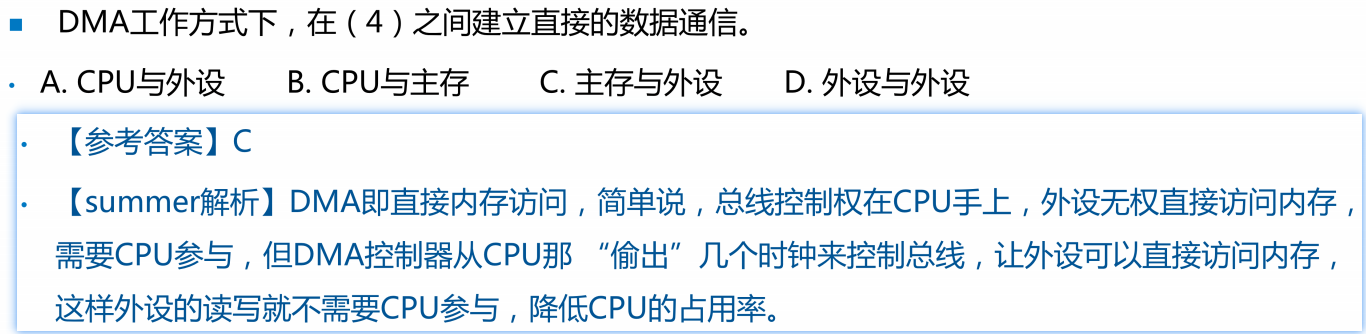 ■ DMA工作方式下，在（4）之间建立直接的数据通信。
• A. CPU与外设 B. CPU与主存 C. 主存与外设 D. 外设与外设
• 【参考答案】C
• 【summer解析】DMA即直接内存访问，简单说，总线控制权在CPU手上，外设无权直接访问内存，
需要CPU参与，但DMA控制器从CPU那 “偷出”几个时钟来控制总线，让外设可以直接访问内存，
这样外设的读写就不需要CPU参与，降低CPU的占用率。